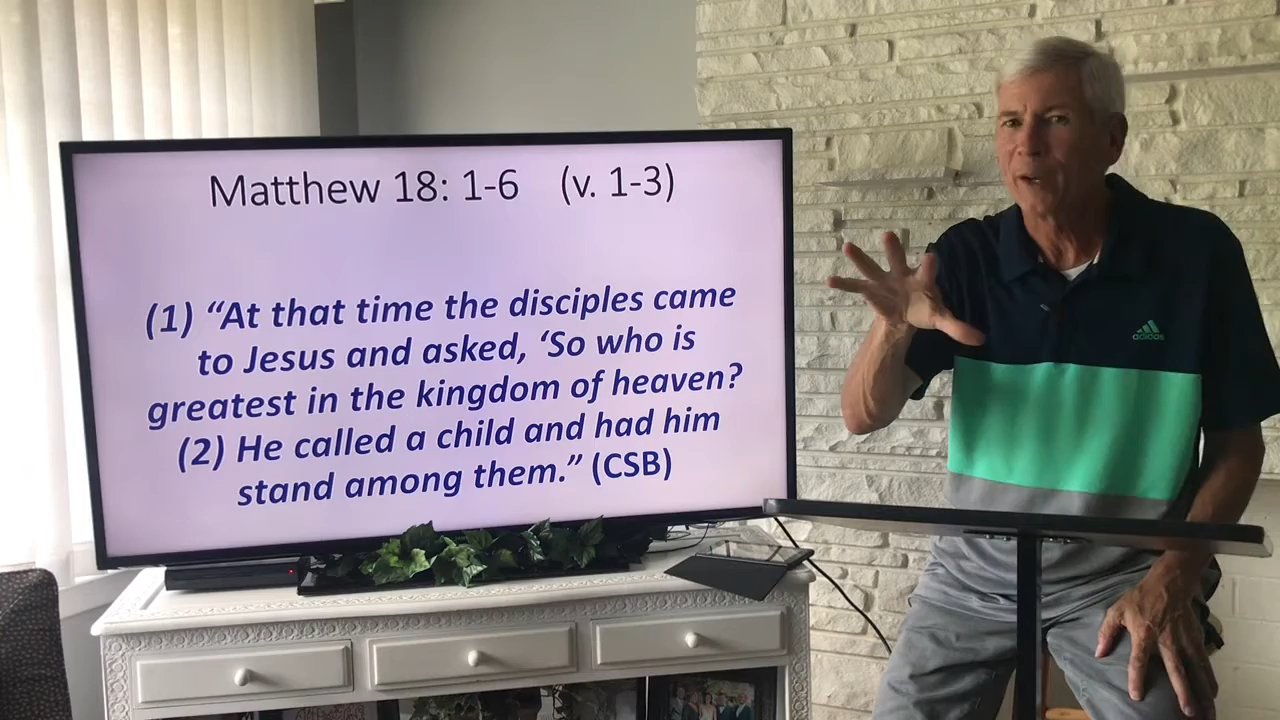 Matthew 18: 1-6 (v. 1-3)
(1) “At that time the disciples came
to Jesus and asked, ‘So who is
greatest in the kingdom of heaven?
(2) He called a child and had him
stand among them.” (CSB)
adidas